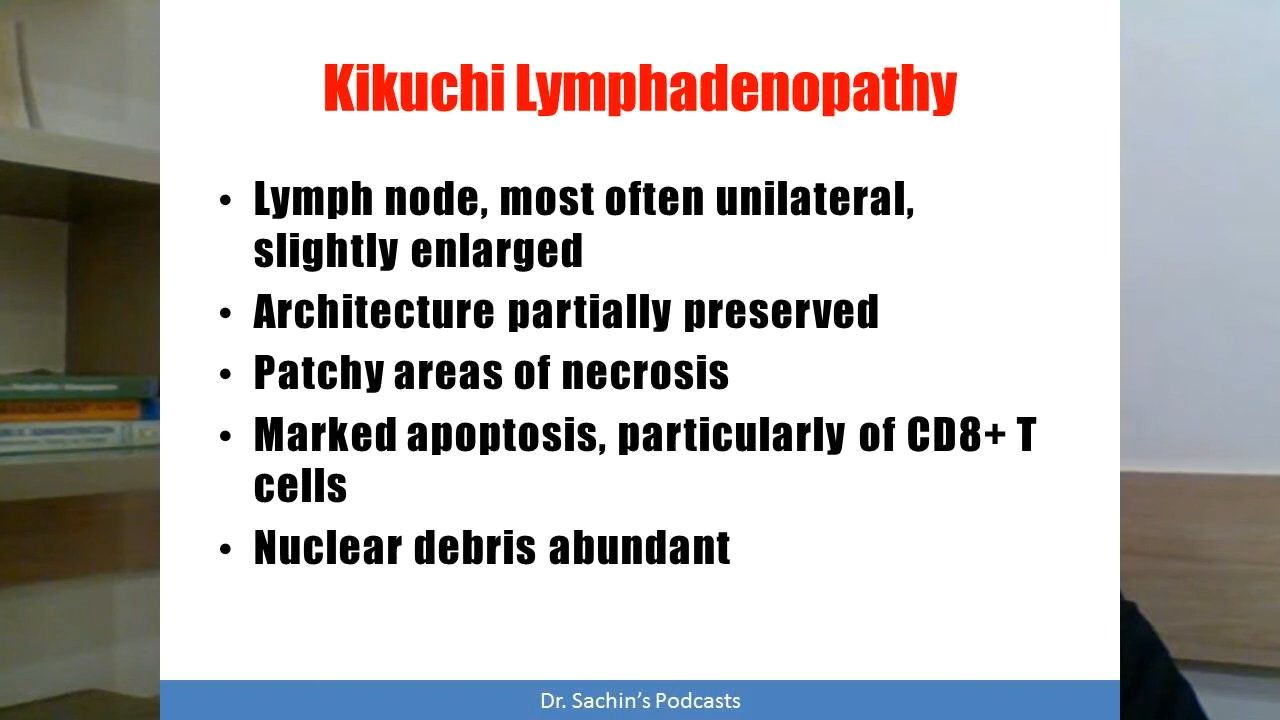 Kikuchi Lymphadenopathy
• Lymph node, most often unilateral,
slightly enlarged
• Architecture partially preserved
• Patchy areas of necrosis
• Marked apoptosis, particularly of CD8+ T
cells
• Nuclear debris abundant
Dr. Sachin's Podcasts